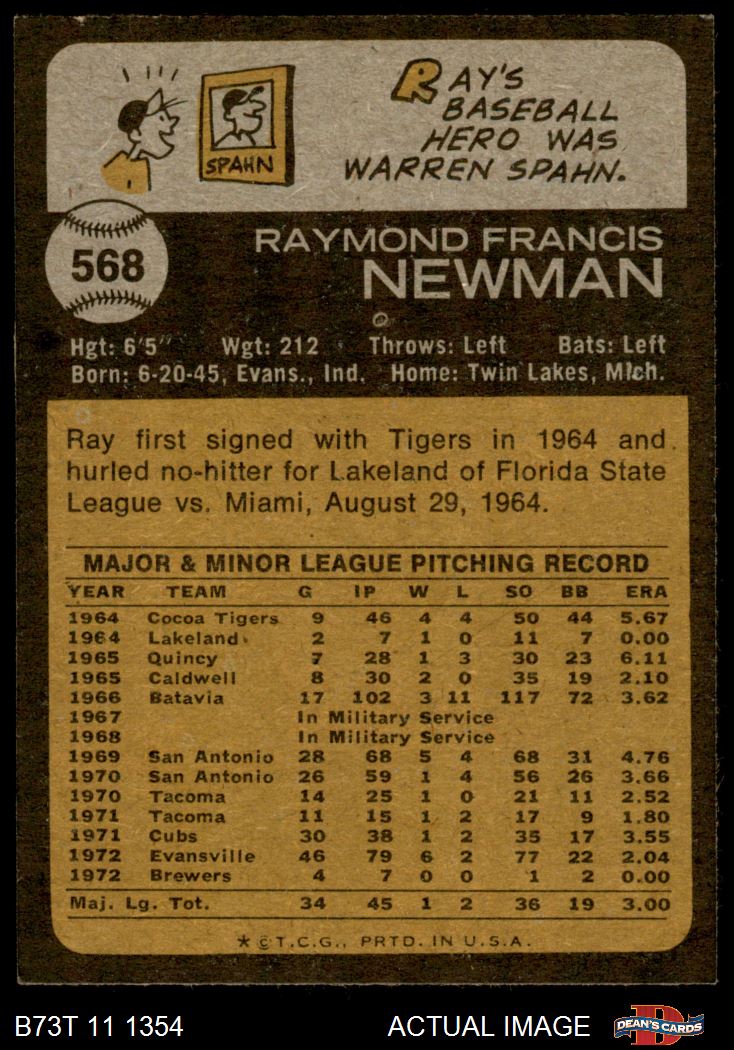 SPAHN
RAY'S
BASEBALL
HERO WAS
WARREN SPAHN.
568
RAYMOND FRANCIS
NEWMAN
Hgt: 6'5" Wgt: 212 Throws: Left Bats: Left
Born: 6-20-45, Evans., Ind. Home: Twin Lakes, Mich.
Ray first signed with Tigers in 1964 and
hurled no-hitter for Lakeland of Florida State
League vs. Miami, August 29, 1964.
MAJOR & MINOR LEAGUE PITCHING RECORD
YEAR TEAM G IP W L SO BB ERA
1964 Cocoa Tigers 9 46 4 4 50 44 5.67
1964 Lakeland 2 7 1 0 11 7 0.00
1965 Quincy 7 28 1 3 30 23 6.11
1965 Caldwell 8 30 2 0 35 19 2.10
1966 Batavia 17 102 3 11 117 72 3.62
1967 In Military Service
1968 In Military Service
1969 San Antonio 28 68 5 4 68 31 4.76
1970 San Antonio 26 59 1 4 56 26 3.66
1970 Tacoma 14 25 1 0 21 11 2.52
1971 Tacoma 11 15 1 2 17 9 1.80
1971 Cubs 30 38 1 2 35 17 3.55
1972 Evansville 46 79 6 2 77 22 2.04
1972 Brewers 4 7 0 0 1 2 0.00
Maj. Lg. Tot. 34 45 1 2 36 19 3.00
★ © T.C.G., PRTD. IN U.S.A.
B73T 11 1354 ACTUAL IMAGE
D
DEAN'S CARDS